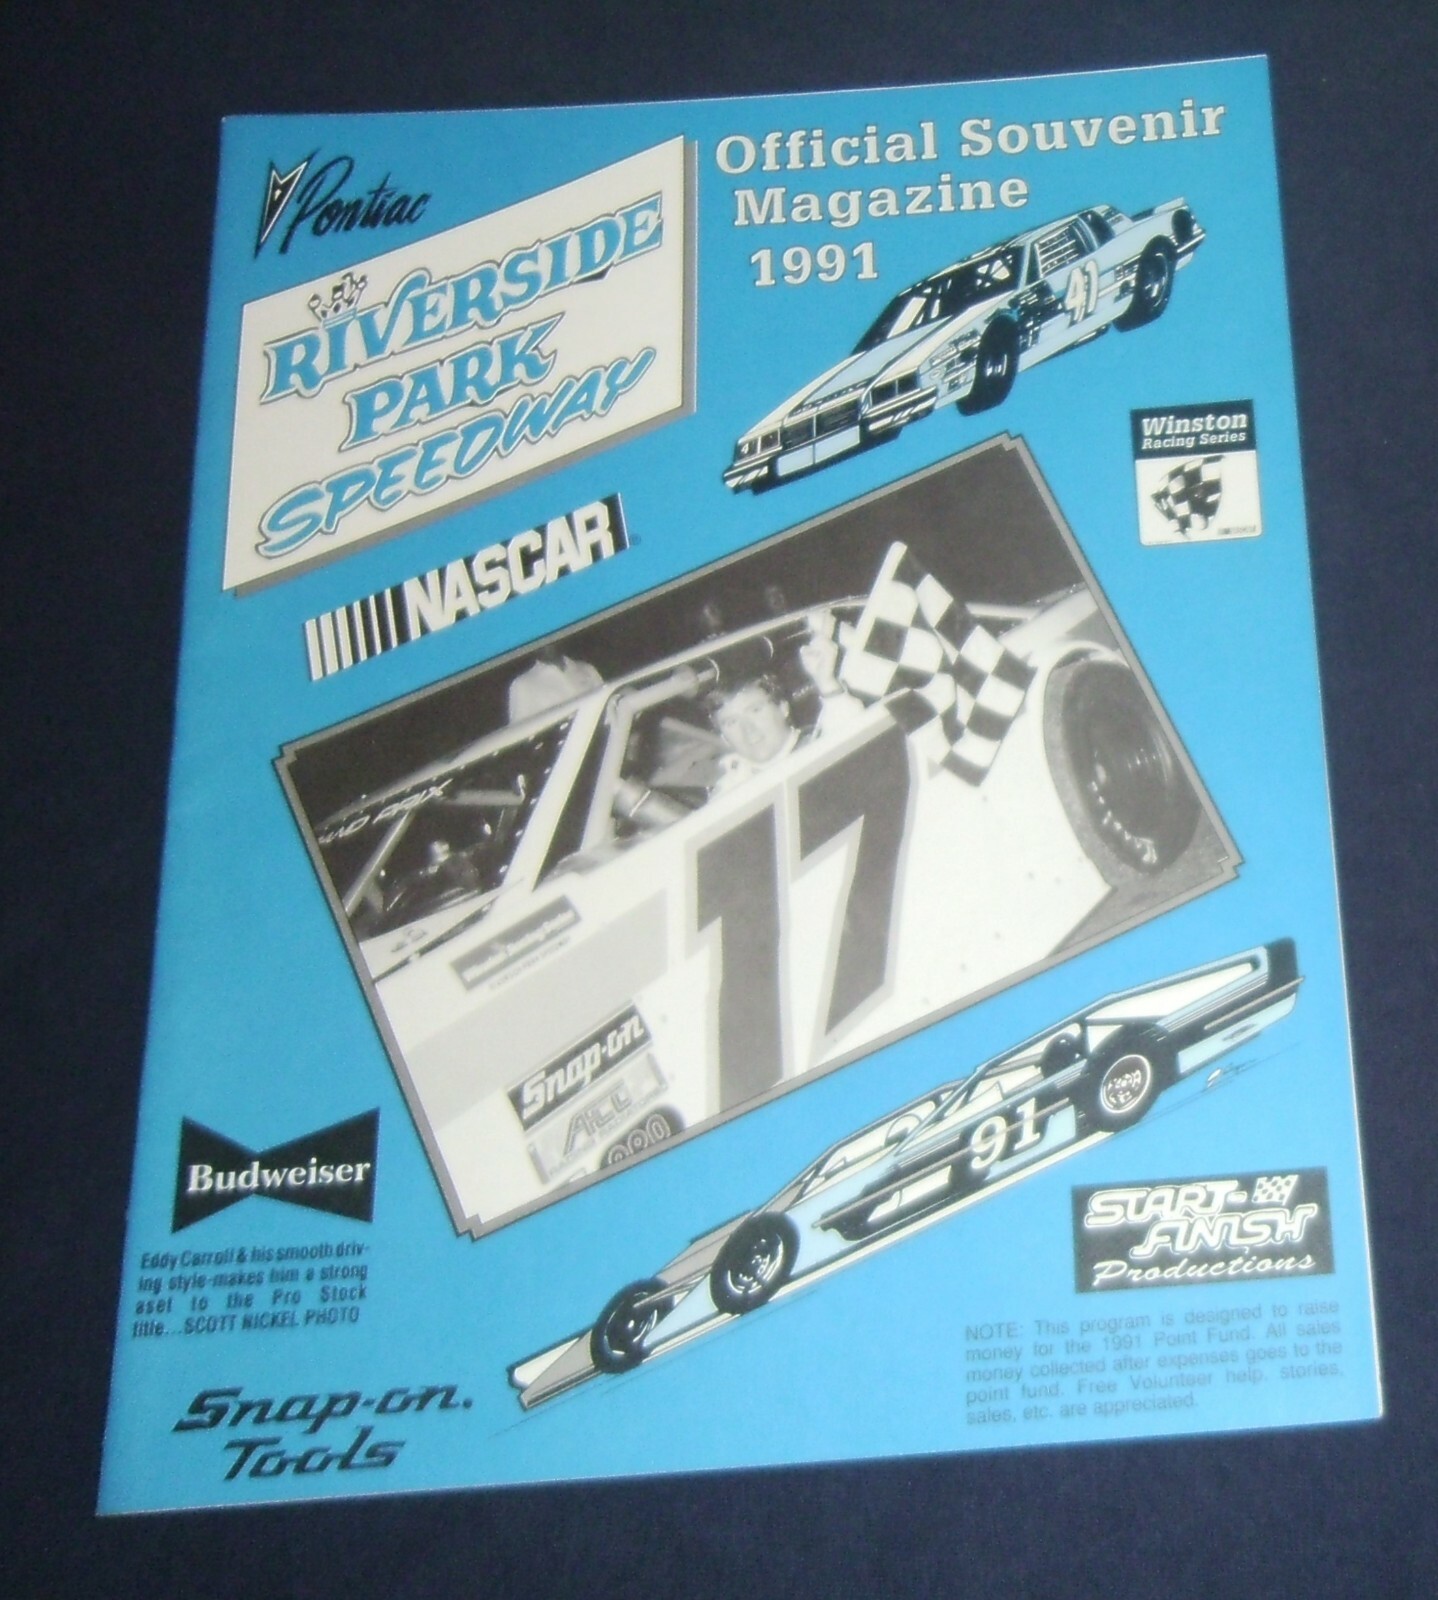 Pontiac
RIVERSIDE
PARK
SPEEDWAY
Official Souvenir
Magazine
1991
41
Winston
Racing Series
NASCAR
PRIX
17
Snap-on
91
Budweiser
Eddy Carroll & his smooth driv-
ing style-makes him a strong
aset to the Pro Stock
title...SCOTT NICKEL PHOTO
START-
FINISH
Productions
NOTE: This program is designed to raise
money for the 1991 Point Fund. All sales
money collected after expenses goes to the
point fund. Free Volunteer help, stories,
sales, etc. are appreciated.
Snap-on.
Tools